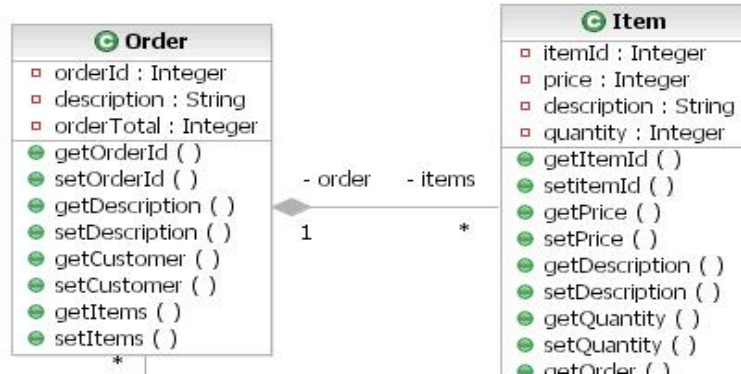 Order
orderId : Integer
description : String
orderTotal : Integer
getOrderId ( )
setOrderId ( )
getDescription ( )
setDescription ( )
getCustomer ( )
setCustomer ( )
getItems ( )
setItems ( )
*
- order
- items
1
*
Item
itemId : Integer
price : Integer
description : String
quantity : Integer
getItemId ( )
setitemId ( )
getPrice ( )
setPrice ( )
getDescription ( )
setDescription ( )
getQuantity ( )
setQuantity ( )
getOrder ( )